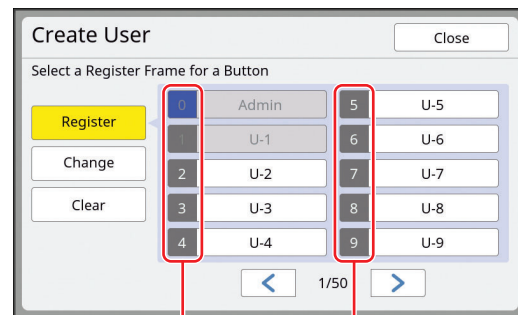 Create User
Close
Select a Register Frame for a Button
Register
Change
Clear
0 Admin
1 U-1
2 U-2
3 U-3
4 U-4
5 U-5
6 U-6
7 U-7
8 U-8
9 U-9
< 1/50 >